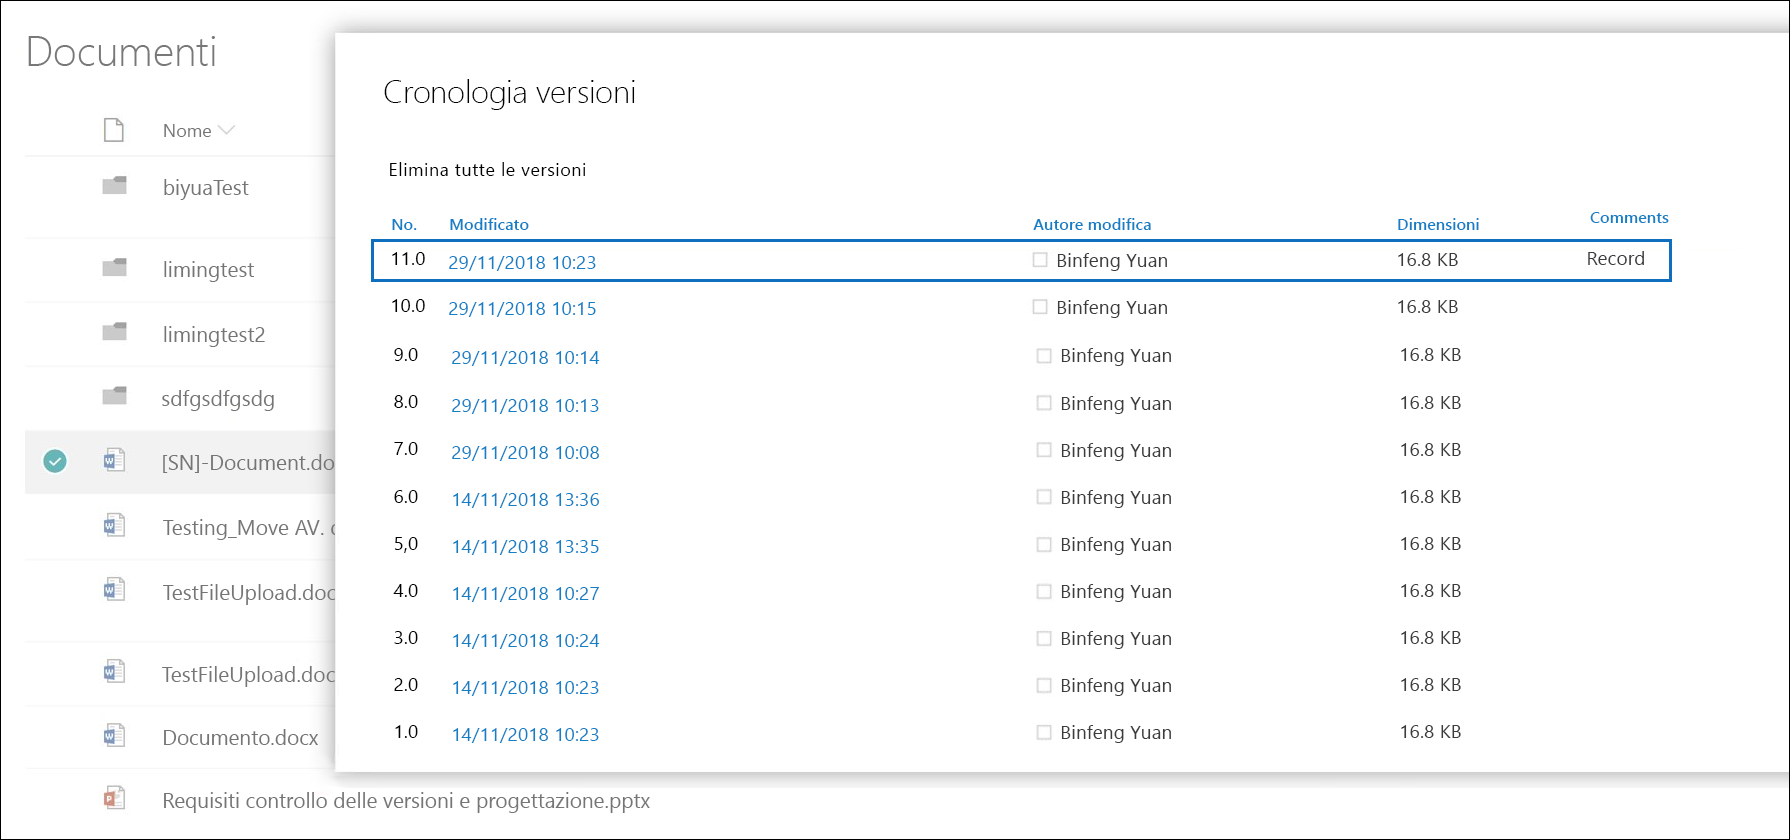 Documenti
Nome
biyuaTest
limingtest
limingtest2
sdfgsdfgsdg
[SN]-Document.do
Testing_Move AV.
TestFileUpload.doc
TestFileUpload.doc
Documento.docx
Requisiti controllo delle versioni e progettazione.pptx
Cronologia versioni
Elimina tutte le versioni
No. Modificato Autore modifica Dimensioni Comments
11.0 29/11/2018 10:23 Binfeng Yuan 16.8 KB Record
10.0 29/11/2018 10:15 Binfeng Yuan 16.8 KB
9.0 29/11/2018 10:14 Binfeng Yuan 16.8 KB
8.0 29/11/2018 10:13 Binfeng Yuan 16.8 KB
7.0 29/11/2018 10:08 Binfeng Yuan 16.8 KB
6.0 14/11/2018 13:36 Binfeng Yuan 16.8 KB
5,0 14/11/2018 13:35 Binfeng Yuan 16.8 KB
4.0 14/11/2018 10:27 Binfeng Yuan 16.8 KB
3.0 14/11/2018 10:24 Binfeng Yuan 16.8 KB
2.0 14/11/2018 10:23 Binfeng Yuan 16.8 KB
1.0 14/11/2018 10:23 Binfeng Yuan 16.8 KB